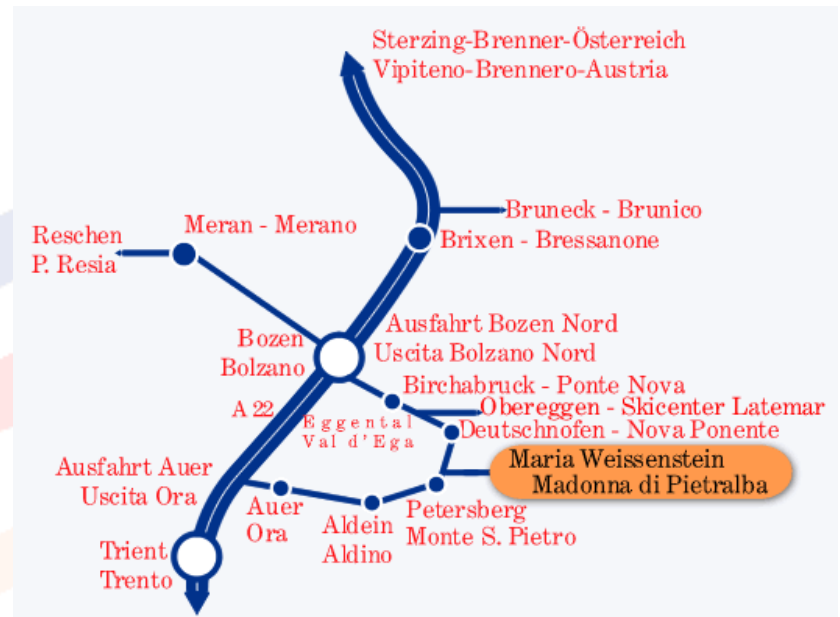 Sterzing-Brenner-Österreich
Vipiteno-Brennero-Austria
Bruneck - Brunico
Meran - Merano
Reschen
P. Resia
Brixen - Bressanone
Ausfahrt Bozen Nord
Uscita Bolzano Nord
Bozen
Bolzano
Birchabruck - Ponte Nova
A 22
Obereggen - Skicenter Latemar
Eggental
Val d'Ega
Deutschnofen - Nova Ponente
Maria Weissenstein
Madonna di Pietralba
Ausfahrt Auer
Uscita Ora
Auer
Ora
Aldein
Aldino
Petersberg
Monte S. Pietro
Trient
Trento